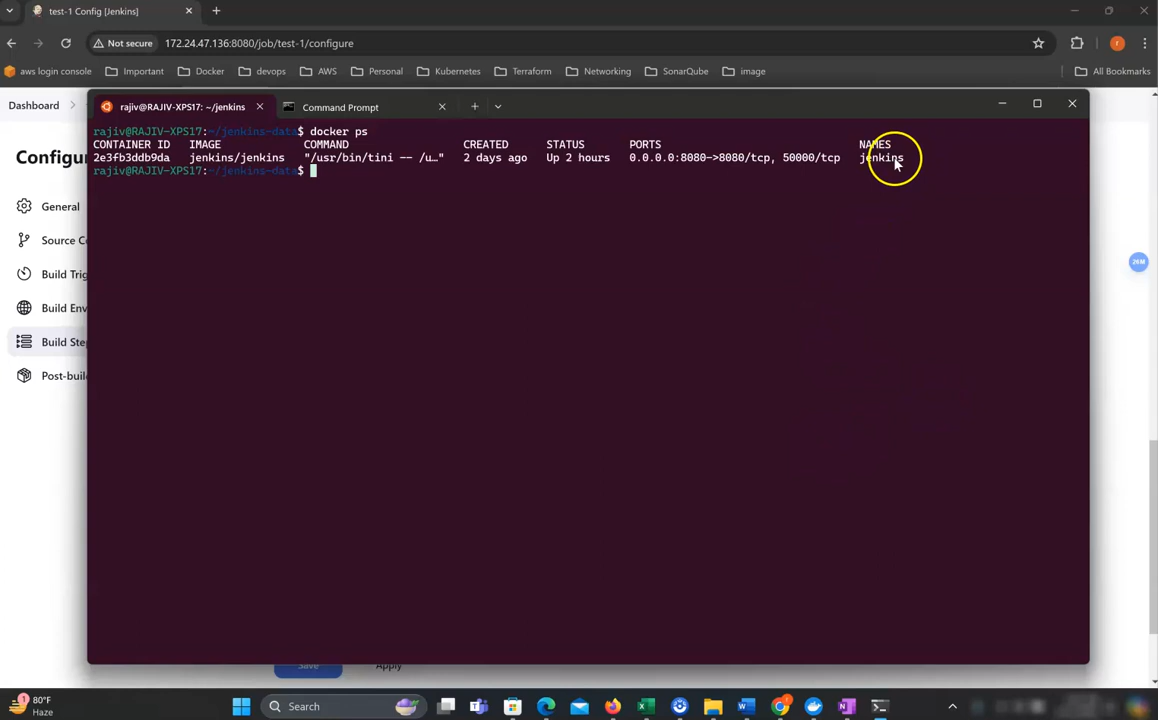 test-1 Config [Jenkins]
Not secure 172.24.47.136:8080/job/test-1/configure
aws login console Important Docker devops AWS Personal Kubernetes Terraform Networking SonarQube image All Bookmarks
Dashboard
rajiv@RAJIV-XPS17: ~/jenkins Command Prompt
rajiv@RAJIV-XPS17:~/jenkins-data$ docker ps
CONTAINER ID IMAGE COMMAND CREATED STATUS PORTS NAMES
2e3fb3ddb9da jenkins/jenkins "/usr/bin/tini -- /u…" 2 days ago Up 2 hours 0.0.0.0:8080->8080/tcp, 50000/tcp jenkins
rajiv@RAJIV-XPS17:~/jenkins-data$
Configu
General
Source C
Build Trig
26M
Build Env
Build Ste
Post-buil
Save Apply
1 80°F
Haze
Search